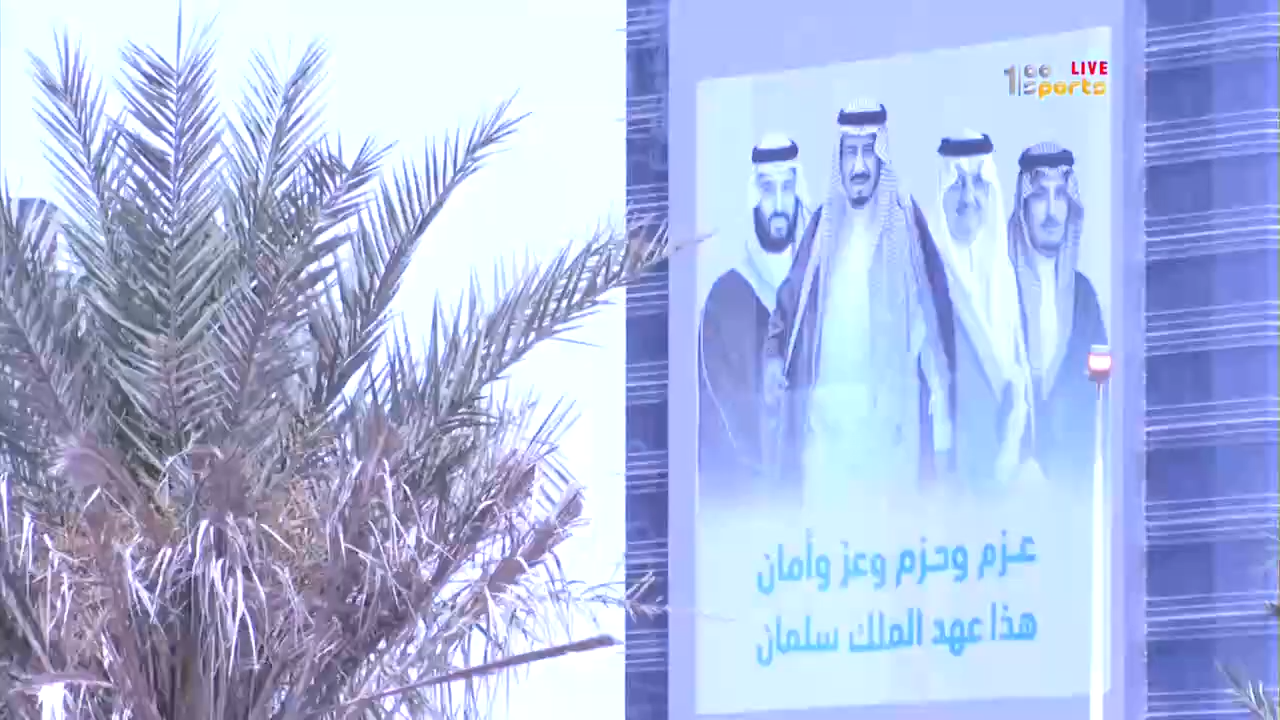 LIVE
sports
عزم وحزم وعز وأمان
هذا عهد الملك سلمان